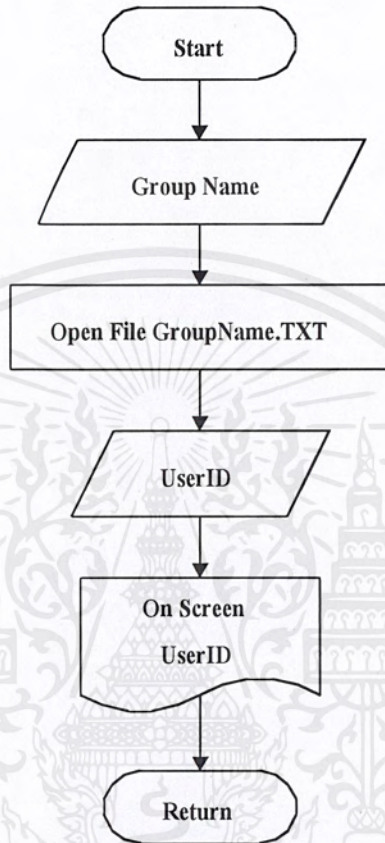 Start
Group Name
Open File GroupName.TXT
UserID
On Screen
UserID
Return